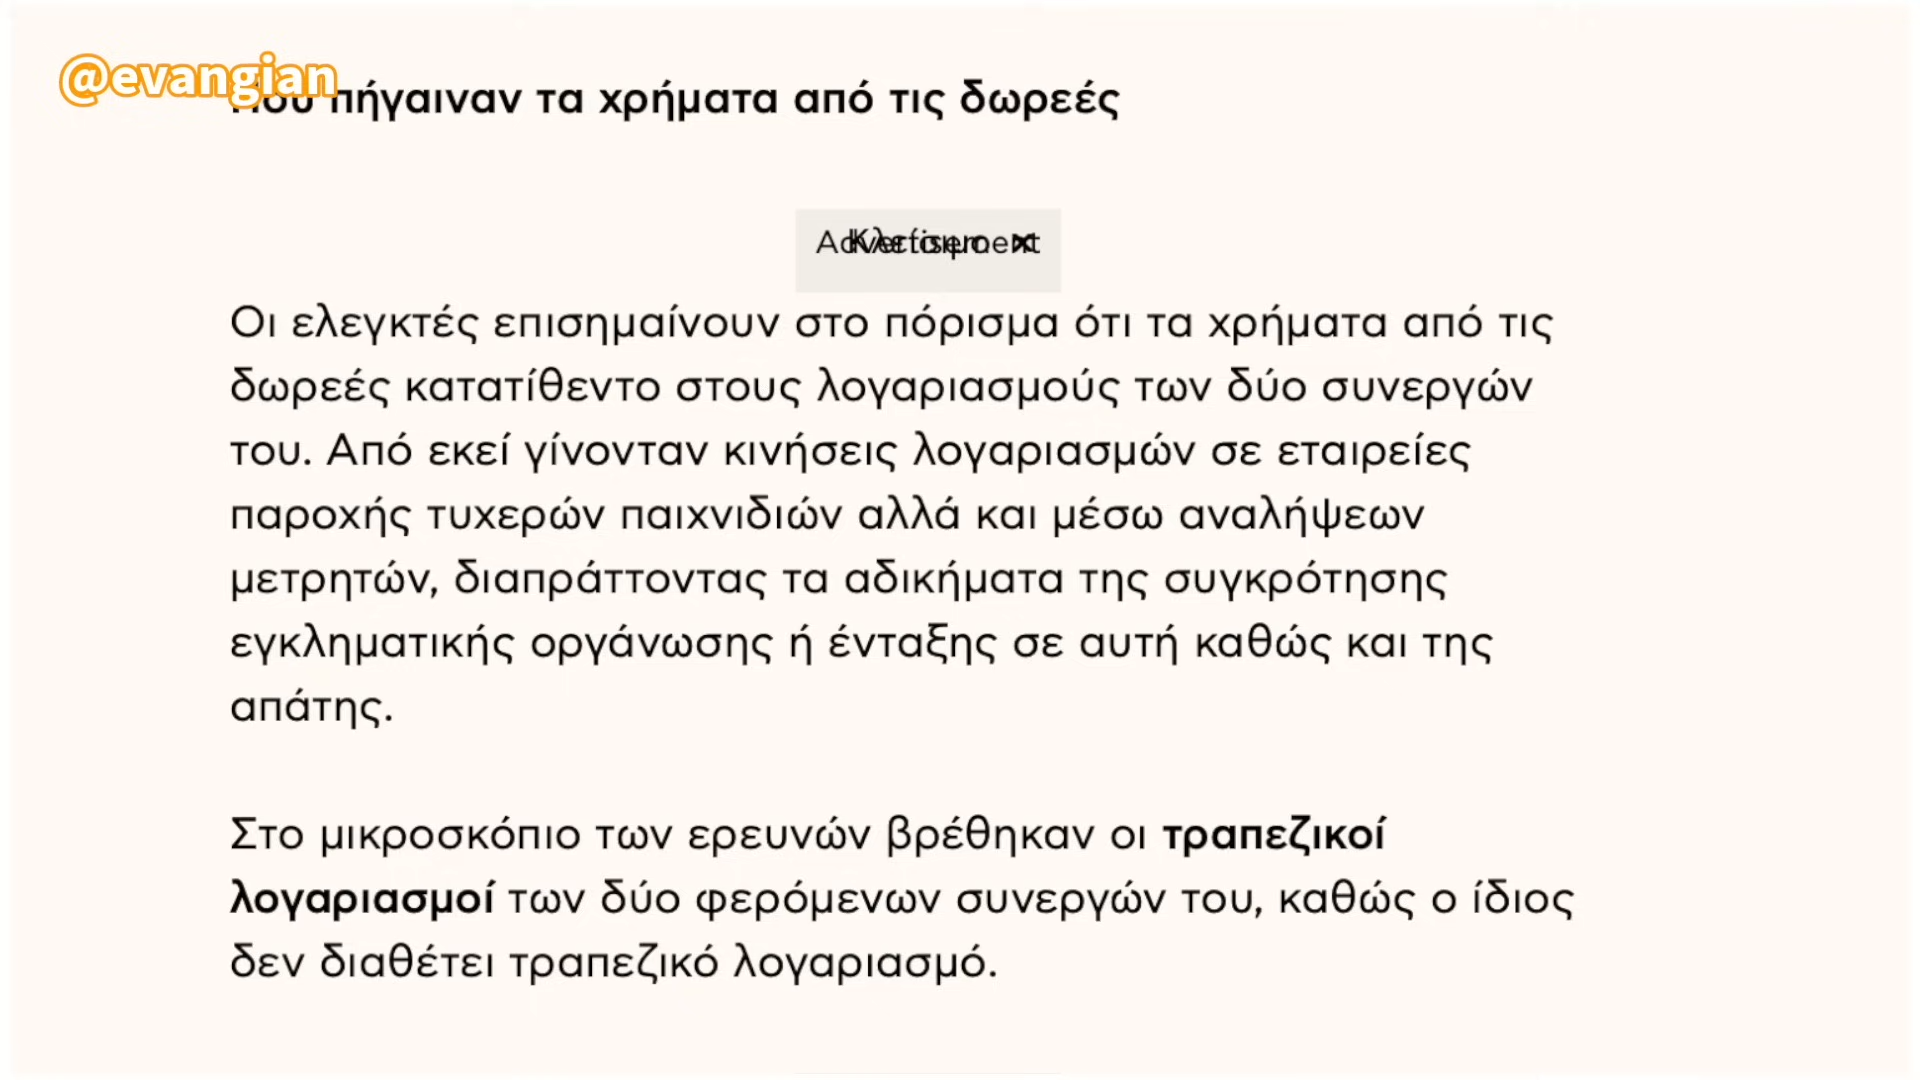 @evangian
πήγαιναν τα χρήματα από τις δωρεές
Advertisement
Κλείσιμο ✕
Οι ελεγκτές επισημαίνουν στο πόρισμα ότι τα χρήματα από τις
δωρεές κατατίθεντο στους λογαριασμούς των δύο συνεργών
του. Από εκεί γίνονταν κινήσεις λογαριασμών σε εταιρείες
παροχής τυχερών παιχνιδιών αλλά και μέσω αναλήψεων
μετρητών, διαπράττοντας τα αδικήματα της συγκρότησης
εγκληματικής οργάνωσης ή ένταξης σε αυτή καθώς και της
απάτης.
Στο μικροσκόπιο των ερευνών βρέθηκαν οι τραπεζικοί
λογαριασμοί των δύο φερόμενων συνεργών του, καθώς ο ίδιος
δεν διαθέτει τραπεζικό λογαριασμό.